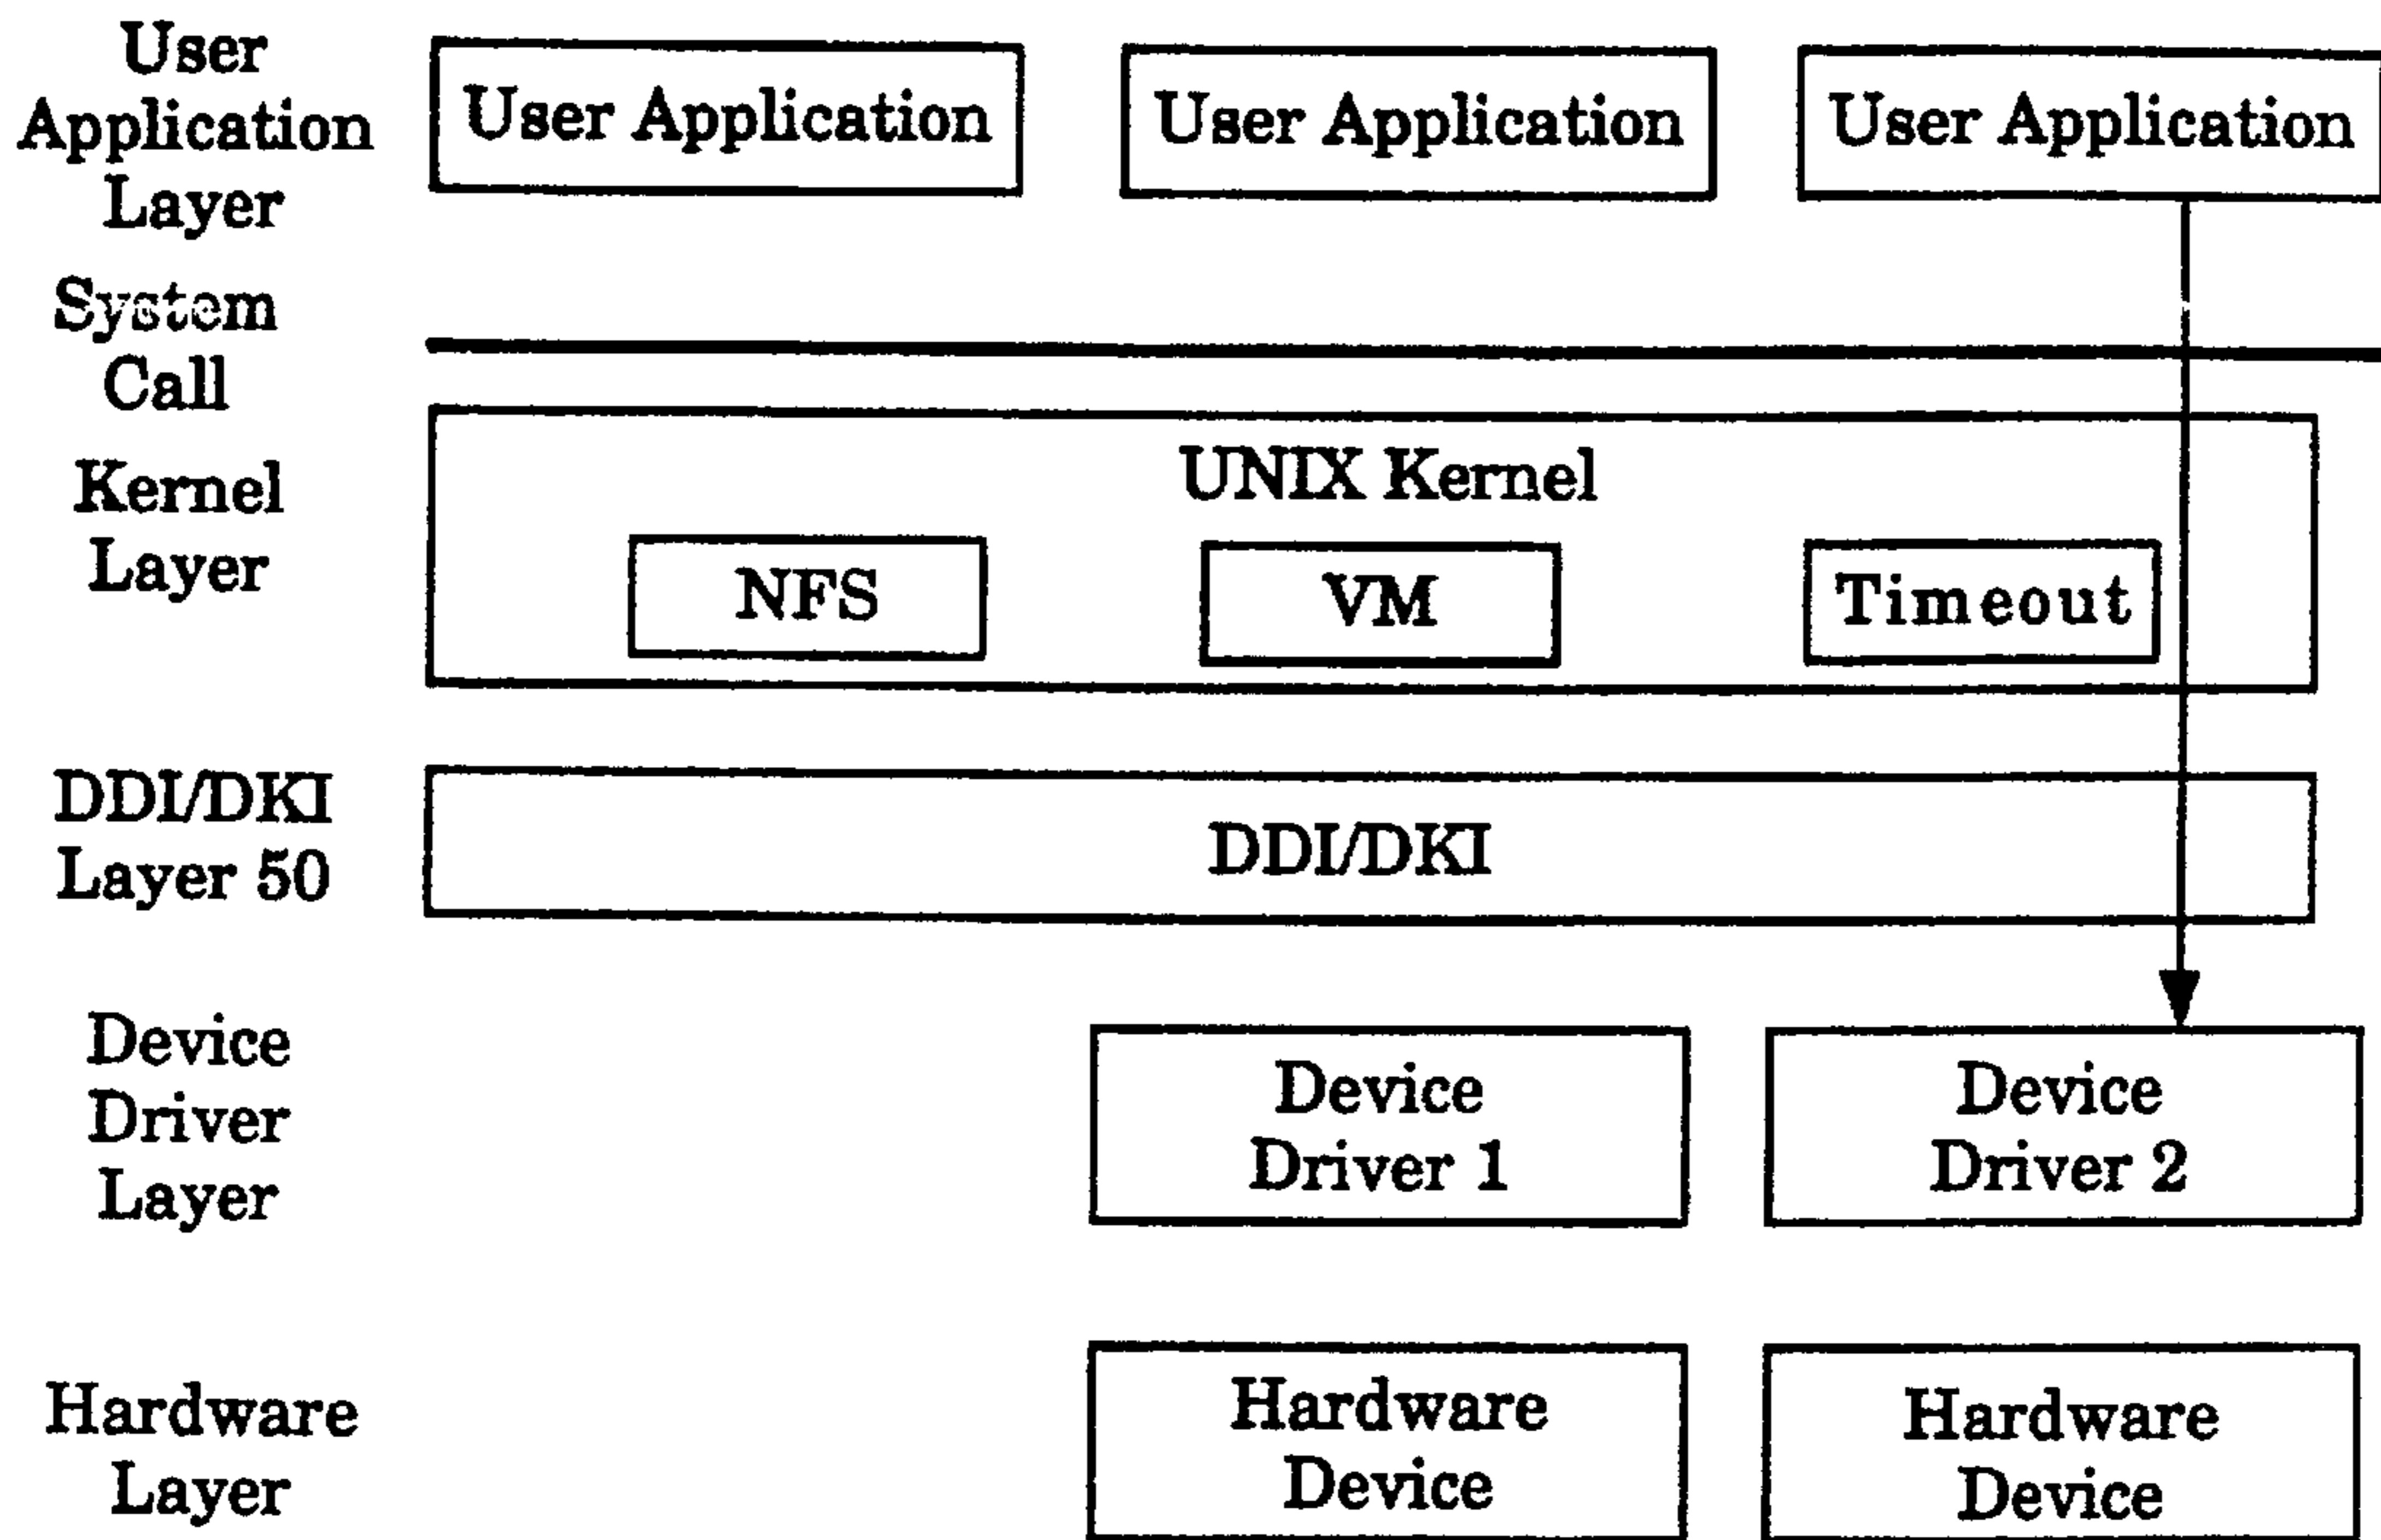 User
Application
Layer
User Application
User Application
User Application
System
Call
Kernel
Layer
UNIX Kernel
NFS
VM
Timeout
DDI/DKI
Layer 50
DDI/DKI
Device
Driver
Layer
Device
Driver 1
Device
Driver 2
Hardware
Layer
Hardware
Device
Hardware
Device